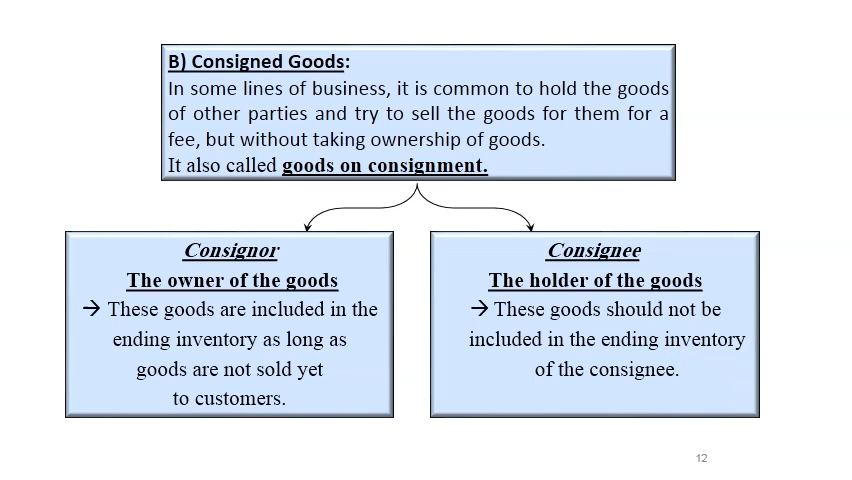 B) Consigned Goods:
In some lines of business, it is common to hold the goods
of other parties and try to sell the goods for them for a
fee, but without taking ownership of goods.
It also called goods on consignment.
Consignor
The owner of the goods
→ These goods are included in the
ending inventory as long as
goods are not sold yet
to customers.
Consignee
The holder of the goods
→ These goods should not be
included in the ending inventory
of the consignee.
12